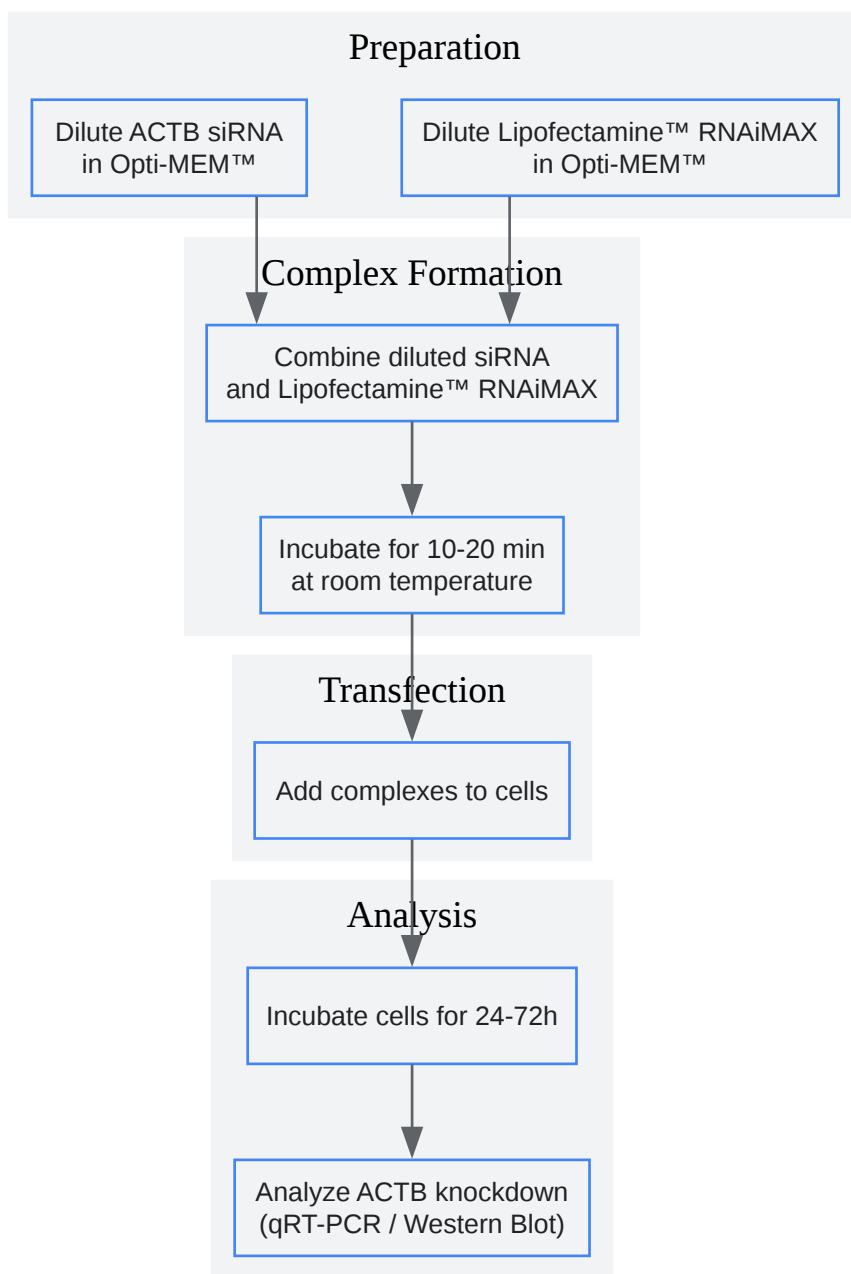 Preparation
Dilute ACTB siRNA
in Opti-MEM™
Dilute Lipofectamine™ RNAiMAX
in Opti-MEM™
Complex Formation
Combine diluted siRNA
and Lipofectamine™ RNAiMAX
Incubate for 10-20 min
at room temperature
Transfection
Add complexes to cells
Analysis
Incubate cells for 24-72h
Analyze ACTB knockdown
(qRT-PCR / Western Blot)